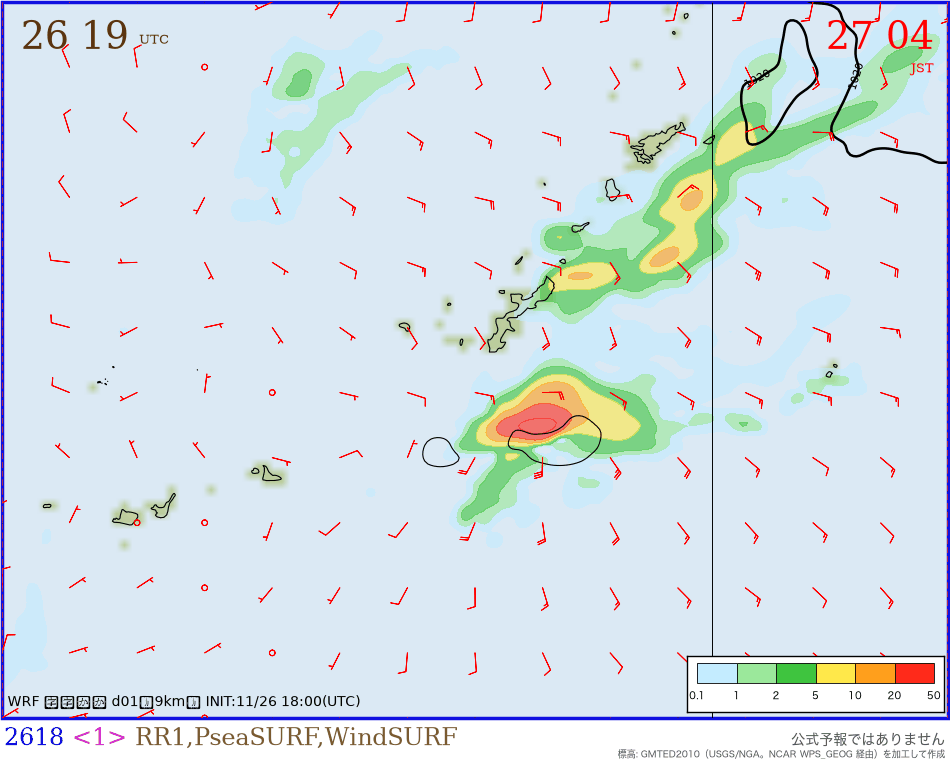 26 19 UTC
27 04
JST
1020
1020
0.1 1 2 5 10 20 50
WRF d01 9km INIT:11/26 18:00(UTC)
2618 <1> RR1,PseaSURF,WindSURF
公式予報ではありません
標高: GMTED2010（USGS/NGA。NCAR WPS_GEOG 経由）を加工して作成